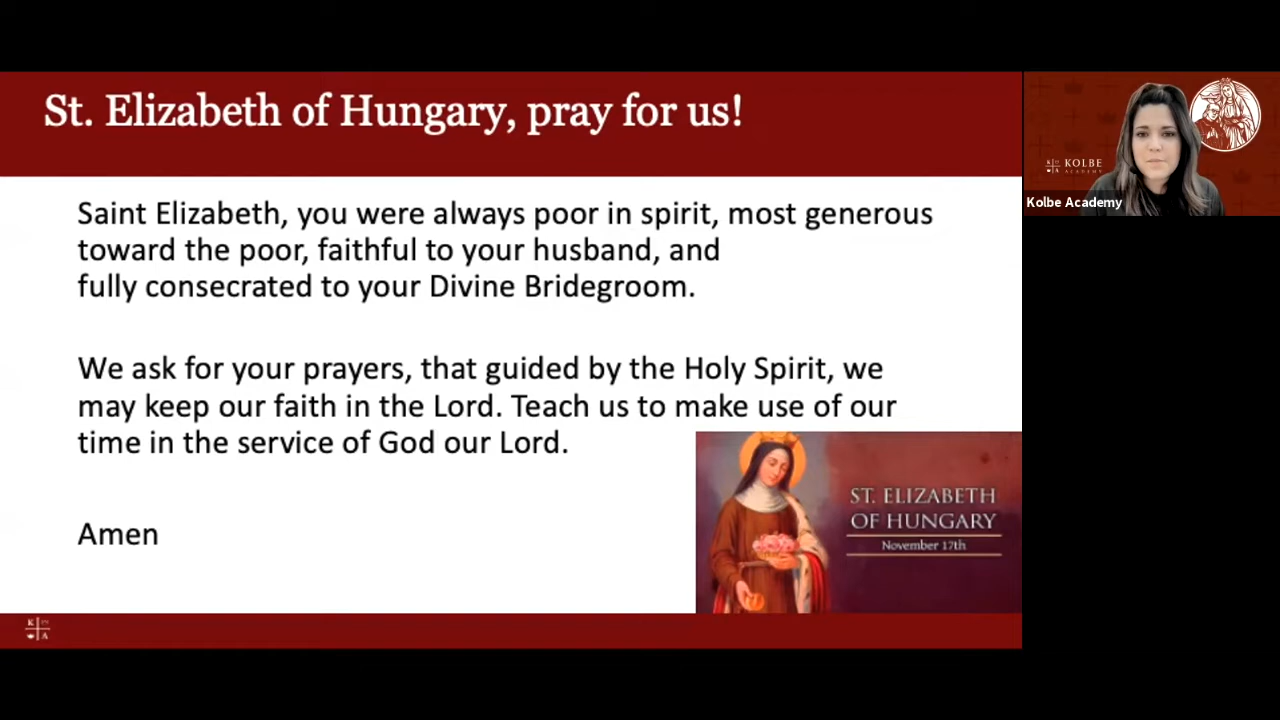 St. Elizabeth of Hungary, pray for us!
Saint Elizabeth, you were always poor in spirit, most generous
toward the poor, faithful to your husband, and
fully consecrated to your Divine Bridegroom.
We ask for your prayers, that guided by the Holy Spirit, we
may keep our faith in the Lord. Teach us to make use of our
time in the service of God our Lord.
Amen
ST. ELIZABETH
OF HUNGARY
November 17th
K A
KOLBE
ACADEMY
Kolbe Academy